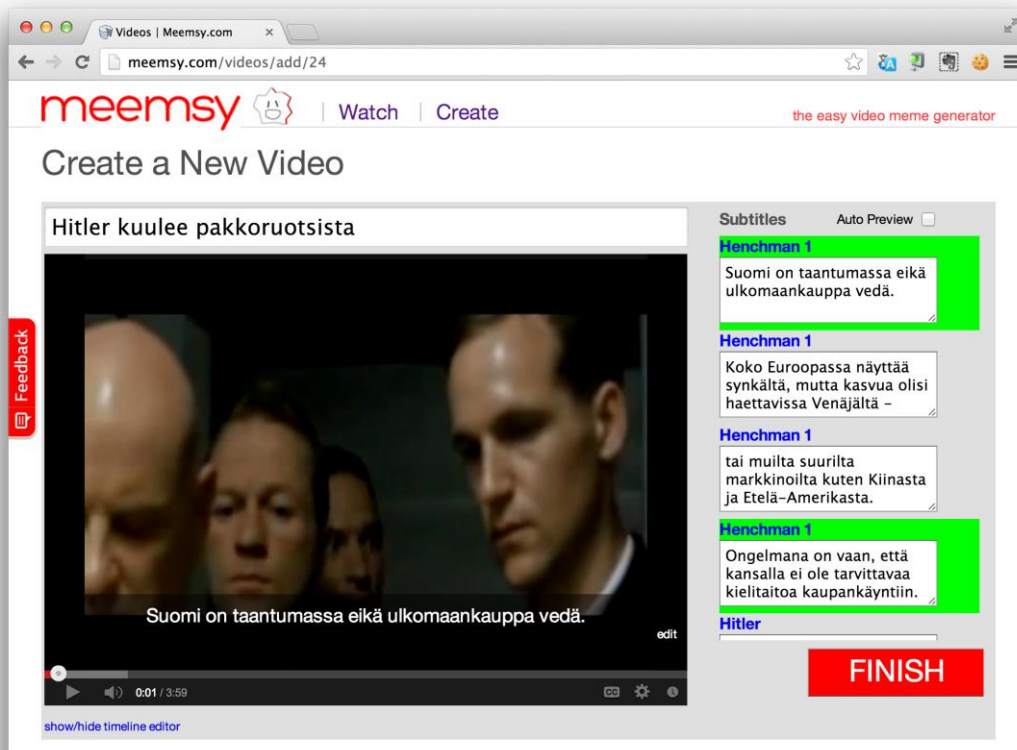 Videos | Meemsy.com
meemsy.com/videos/add/24
meemsy
Watch
Create
the easy video meme generator
Create a New Video
Hitler kuulee pakkoruotsista
Suomi on taantumassa eikä ulkomaankauppa vedä.
edit
0:01 / 3:59
CC
show/hide timeline editor
Feedback
Subtitles
Auto Preview
Henchman 1
Suomi on taantumassa eikä
ulkomaankauppa vedä.
Henchman 1
Koko Euroopassa näyttää
synkältä, mutta kasvua olisi
haettavissa Venäjältä –
Henchman 1
tai muilta suurilta
markkinoilta kuten Kiinasta
ja Etelä-Amerikasta.
Henchman 1
Ongelmana on vaan, että
kansalla ei ole tarvittavaa
kielitaitoa kaupankäyntiin.
Hitler
FINISH